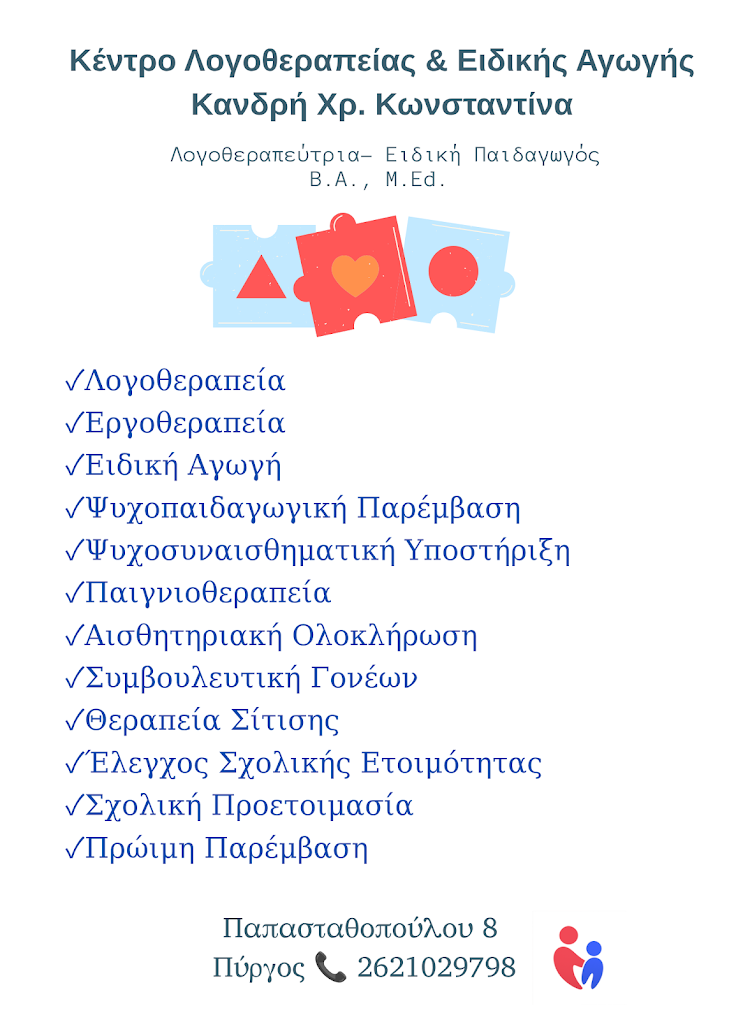 Κέντρο Λογοθεραπείας & Ειδικής Αγωγής
Κανδρή Χρ. Κωνσταντίνα
Λογοθεραπεύτρια– Ειδική Παιδαγωγός
B.A., M.Ed.
✓Λογοθεραπεία
✓Εργοθεραπεία
✓Ειδική Αγωγή
✓Ψυχοπαιδαγωγική Παρέμβαση
✓Ψυχοσυναισθηματική Υποστήριξη
✓Παιγνιοθεραπεία
✓Αισθητηριακή Ολοκλήρωση
✓Συμβουλευτική Γονέων
✓Θεραπεία Σίτισης
✓Έλεγχος Σχολικής Ετοιμότητας
✓Σχολική Προετοιμασία
✓Πρώιμη Παρέμβαση
Παπασταθοπούλου 8
Πύργος 📞 2621029798